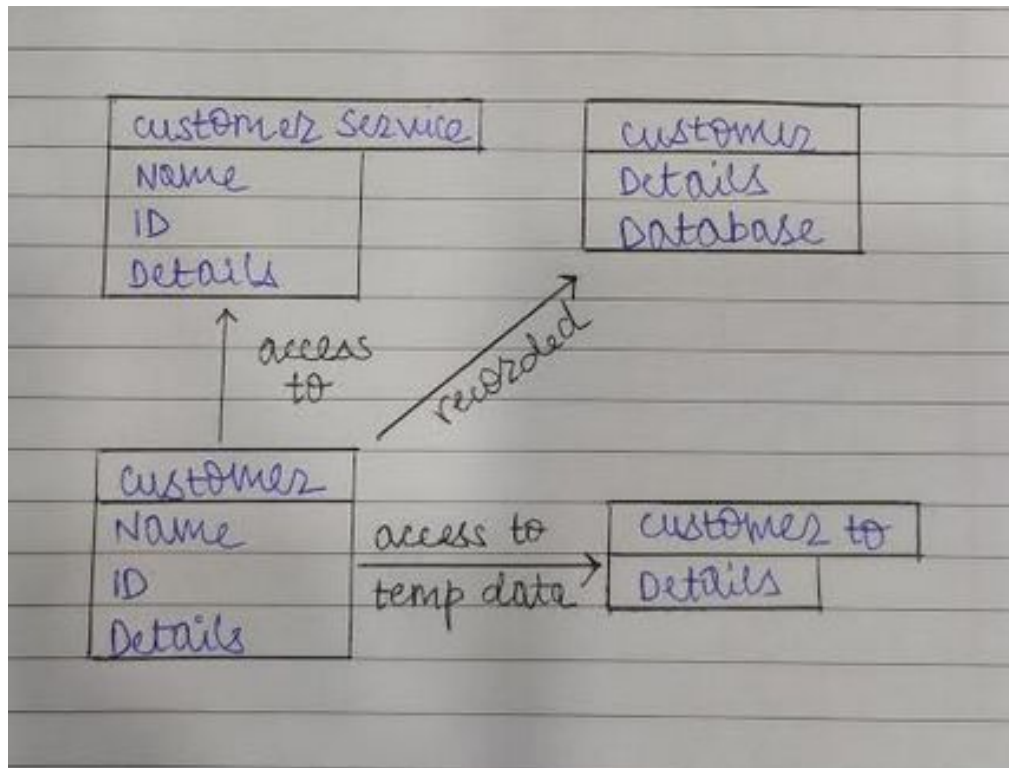 customer Service
Name
ID
Details
customer
Details
Database
access
to
recorded
customer
Name
ID
Details
access to
temp data
customer to
Details